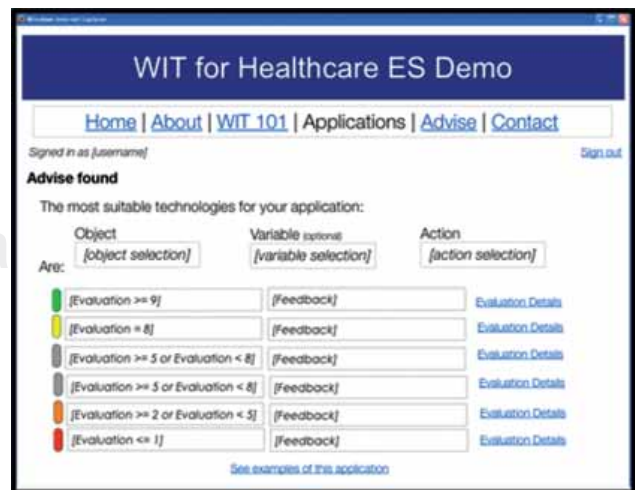 WIT for Healthcare ES Demo
Home | About | WIT 101 | Applications | Advise | Contact
Signed in as [username] Sign out
Advise found
The most suitable technologies for your application:
Object Variable (optional) Action
[object selection] [variable selection] [action selection]
Are:
[Evaluation >= 9] [Feedback] Evaluation Details
[Evaluation = 8] [Feedback] Evaluation Details
[Evaluation >= 5 or Evaluation < 8] [Feedback] Evaluation Details
[Evaluation >= 5 or Evaluation < 8] [Feedback] Evaluation Details
[Evaluation >= 2 or Evaluation < 5] [Feedback] Evaluation Details
[Evaluation <= 1] [Feedback] Evaluation Details
See examples of this application